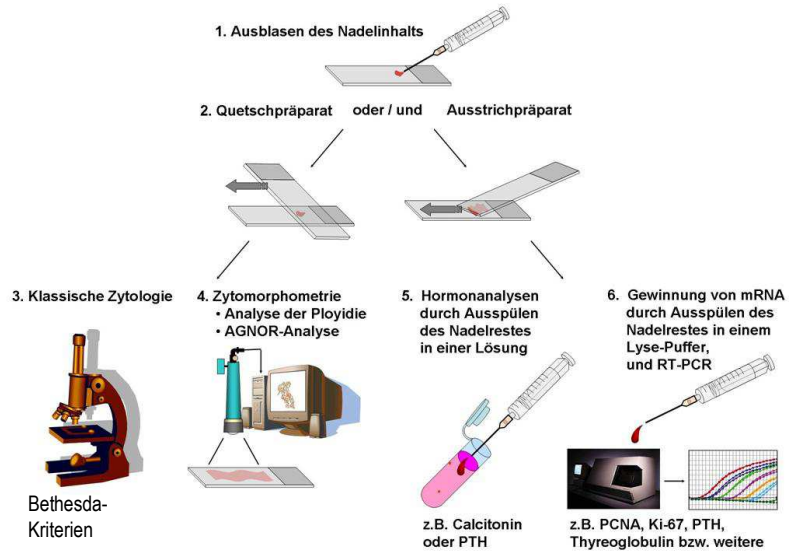 1. Ausblasen des Nadelinhalts
2. Quetschpräparat oder / und Ausstrichpräparat
3. Klassische Zytologie
Bethesda-
Kriterien
4. Zytomorphometrie
• Analyse der Ployidie
• AGNOR-Analyse
5. Hormonanalysen
durch Ausspülen
des Nadelrestes
in einer Lösung
z.B. Calcitonin
oder PTH
6. Gewinnung von mRNA
durch Ausspülen des
Nadelrestes in einem
Lyse-Puffer,
und RT-PCR
z.B. PCNA, Ki-67, PTH,
Thyreoglobulin bzw. weitere